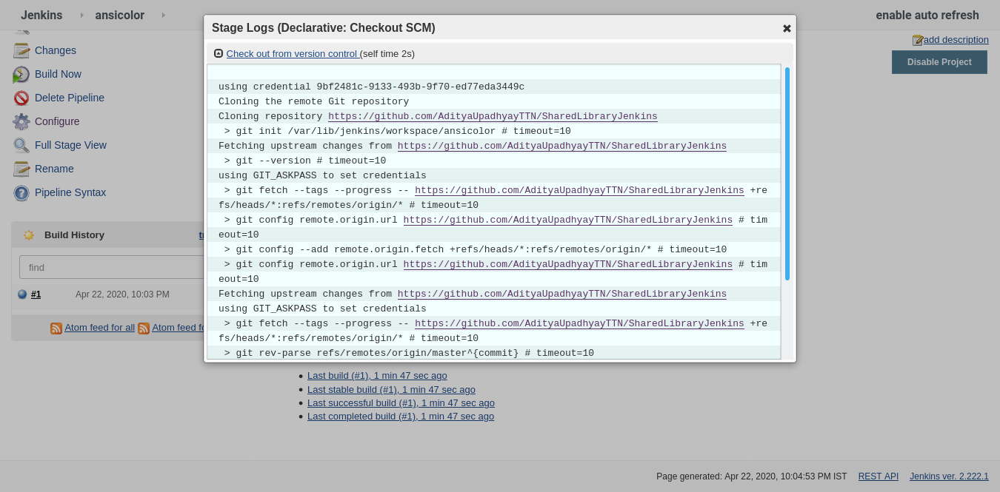 Jenkins ansicolor enable auto refresh
Changes
Build Now
Delete Pipeline
Configure
Full Stage View
Rename
Pipeline Syntax
Build History
find
#1 Apr 22, 2020, 10:03 PM
Atom feed for all Atom feed
add description
Disable Project
Stage Logs (Declarative: Checkout SCM)
Check out from version control (self time 2s)
using credential 9bf2481c-9133-493b-9f70-ed77eda3449c
Cloning the remote Git repository
Cloning repository https://github.com/AdityaUpadhyayTTN/SharedLibraryJenkins
 > git init /var/lib/jenkins/workspace/ansicolor # timeout=10
Fetching upstream changes from https://github.com/AdityaUpadhyayTTN/SharedLibraryJenkins
 > git --version # timeout=10
using GIT_ASKPASS to set credentials
 > git fetch --tags --progress -- https://github.com/AdityaUpadhyayTTN/SharedLibraryJenkins +re
fs/heads/*:refs/remotes/origin/* # timeout=10
 > git config remote.origin.url https://github.com/AdityaUpadhyayTTN/SharedLibraryJenkins # tim
eout=10
 > git config --add remote.origin.fetch +refs/heads/*:refs/remotes/origin/* # timeout=10
 > git config remote.origin.url https://github.com/AdityaUpadhyayTTN/SharedLibraryJenkins # tim
eout=10
Fetching upstream changes from https://github.com/AdityaUpadhyayTTN/SharedLibraryJenkins
using GIT_ASKPASS to set credentials
 > git fetch --tags --progress -- https://github.com/AdityaUpadhyayTTN/SharedLibraryJenkins +re
fs/heads/*:refs/remotes/origin/* # timeout=10
 > git rev-parse refs/remotes/origin/master^{commit} # timeout=10
Last build (#1), 1 min 47 sec ago
Last stable build (#1), 1 min 47 sec ago
Last successful build (#1), 1 min 47 sec ago
Last completed build (#1), 1 min 47 sec ago
Page generated: Apr 22, 2020, 10:04:53 PM IST REST API Jenkins ver. 2.222.1